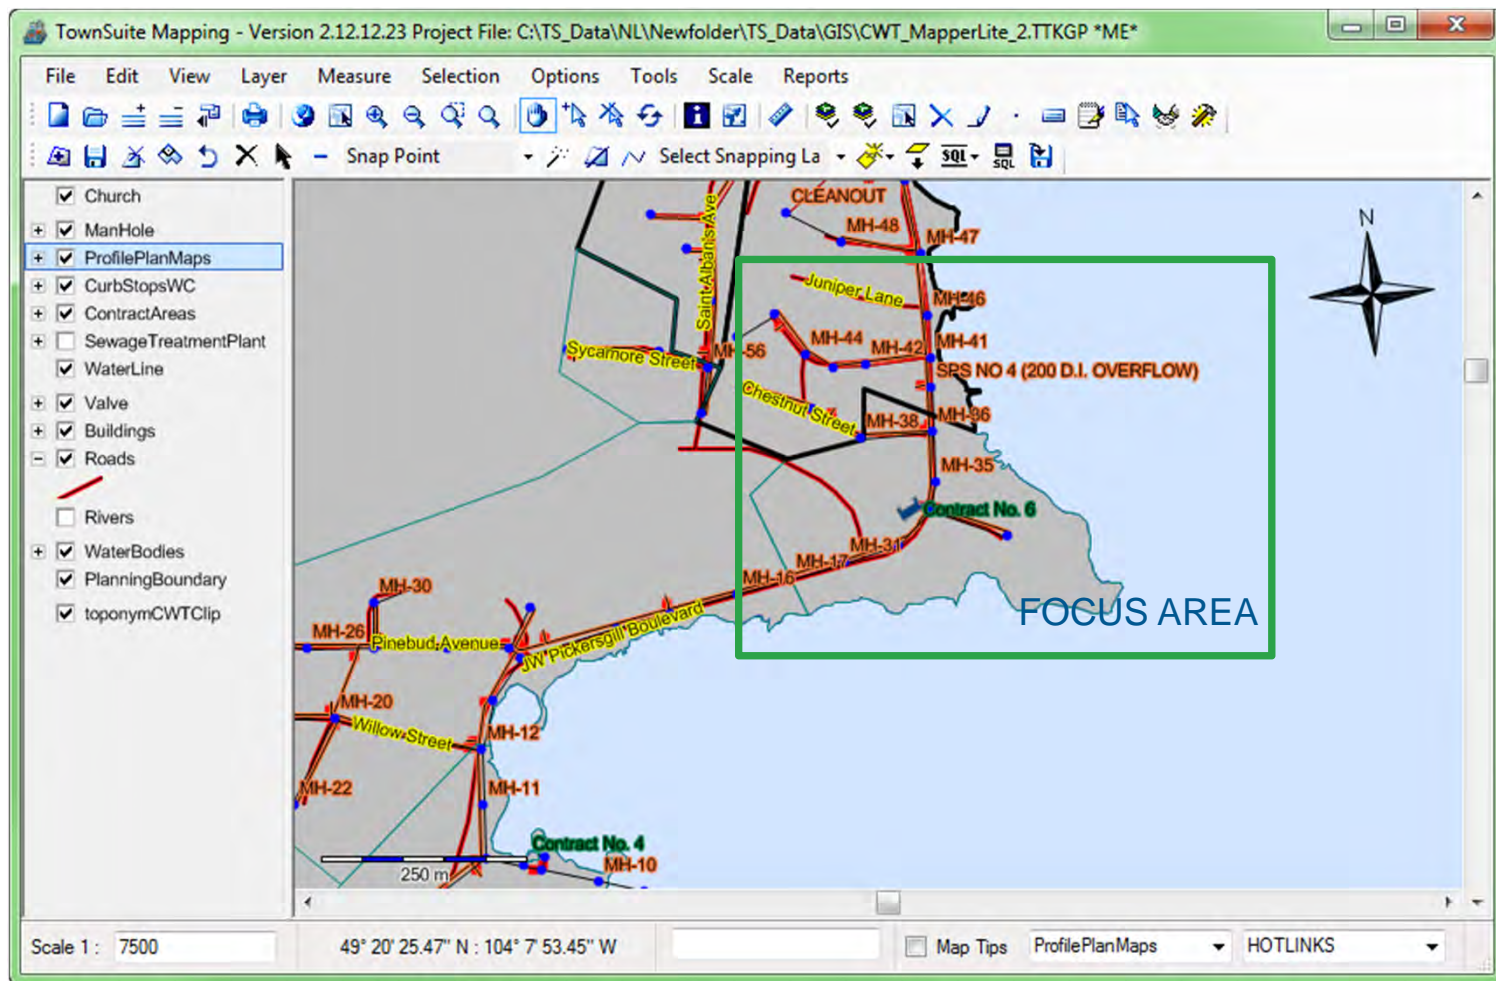 TownSuite Mapping - Version 2.12.12.23 Project File: C:\TS_Data\NL\Newfolder\TS_Data\GIS\CWT_MapperLite_2.TTKGP *ME*
File Edit View Layer Measure Selection Options Tools Scale Reports
Snap Point Select Snapping La SQL SQL
Church
ManHole
ProfilePlanMaps
CurbStopsWC
ContractAreas
SewageTreatmentPlant
WaterLine
Valve
Buildings
Roads
Rivers
WaterBodies
PlanningBoundary
toponymCWTClip
CLEANOUT
MH-48
MH-47
N
Saint Alban's Ave
Juniper Lane
MH-46
MH-44
MH-42
MH-41
Sycamore Street
MH-56
SPS NO 4 (200 D.I. OVERFLOW)
Chestnut Street
MH-38
MH-36
MH-35
Contract No. 6
MH-31
MH-17
MH-16
MH-30
FOCUS AREA
MH-26
Pinebud Avenue
JW Pickersgill Boulevard
MH-20
Willow Street
MH-12
MH-22
MH-11
Contract No. 4
MH-10
250 m
Scale 1 : 7500 49° 20' 25.47" N : 104° 7' 53.45" W Map Tips ProfilePlanMaps HOTLINKS